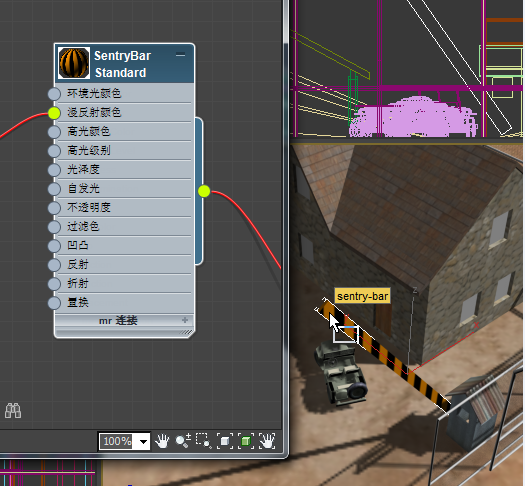 SentryBar
Standard
环境光颜色
漫反射颜色
高光颜色
高光级别
光泽度
自发光
不透明度
过滤色
凹凸
反射
折射
置换
mr 连接
100%
sentry-bar